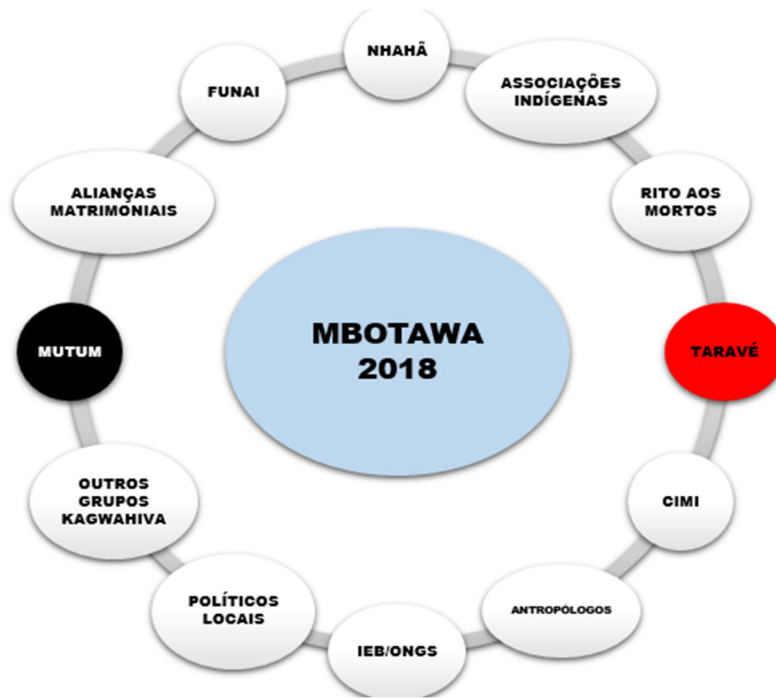 NHAHÃ
ASSOCIAÇÕES
INDÍGENAS
RITO AOS
MORTOS
TARAVÉ
CIMI
ANTROPÓLOGOS
IEB/ONGS
POLÍTICOS
LOCAIS
OUTROS
GRUPOS
KAGWAHIVA
MUTUM
ALIANÇAS
MATRIMONIAIS
FUNAI
MBOTAWA
2018